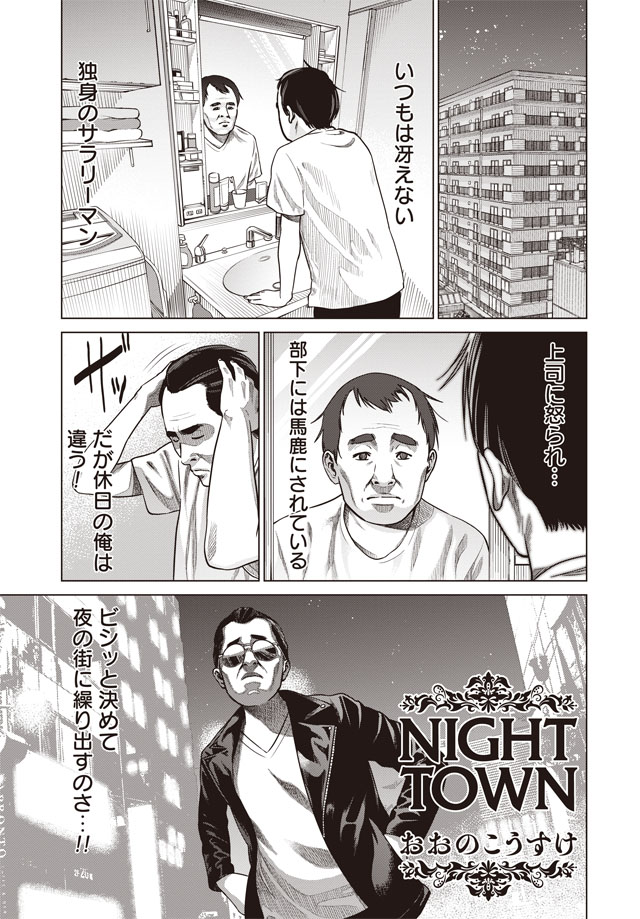 いつもは冴えない
独身のサラリーマン
上司に怒られ…
部下には馬鹿にされている
ガッ
だが休日の俺は
違う!
ビシッと決めて
夜の街に繰り出すのさ…!!
NIGHT
TOWN
おおのこうすけ
PRONTO